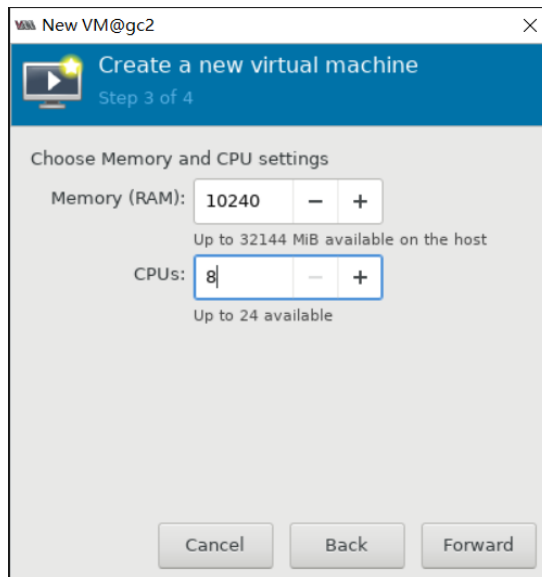 New VM@gc2
Create a new virtual machine
Step 3 of 4
Choose Memory and CPU settings
Memory (RAM): 10240 − +
Up to 32144 MiB available on the host
CPUs: 8 − +
Up to 24 available
Cancel Back Forward